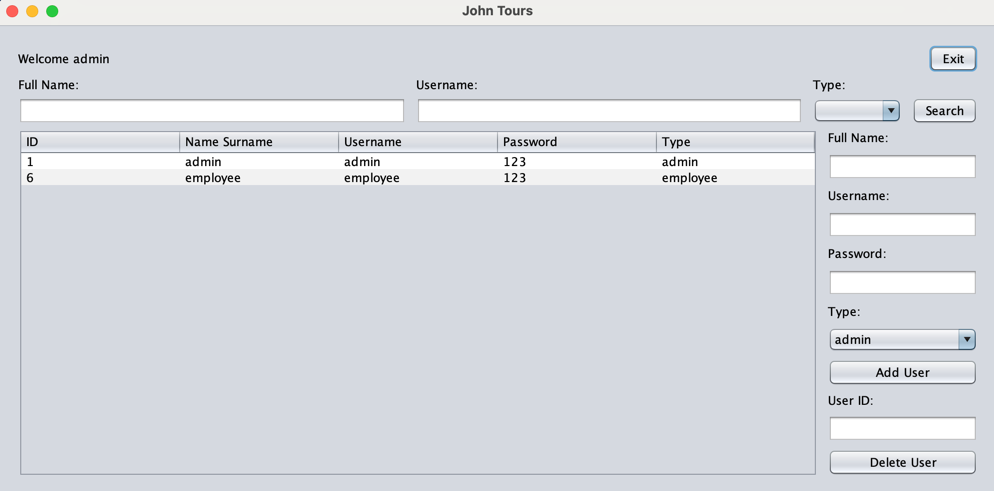 John Tours
Welcome admin
Exit
Full Name: Username: Type:
Search
ID Name Surname Username Password Type
1 admin admin 123 admin
6 employee employee 123 employee
Full Name:
Username:
Password:
Type:
admin
Add User
User ID:
Delete User